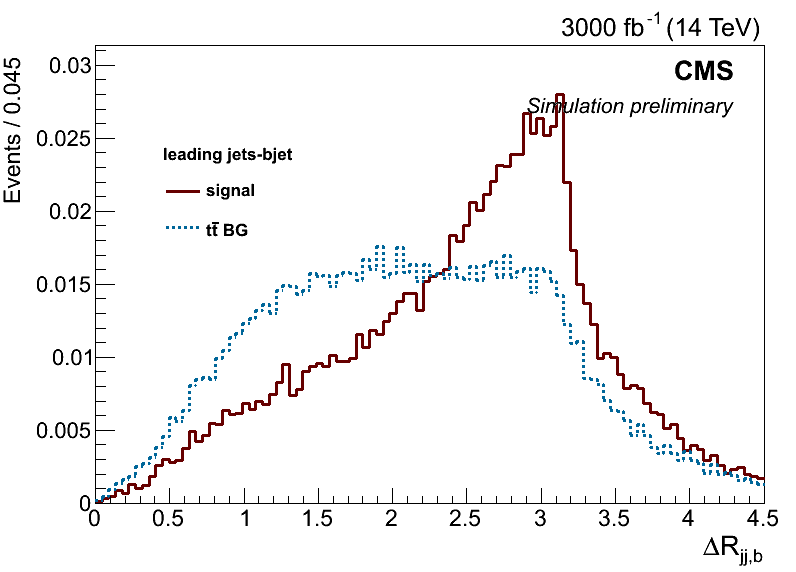 3000 fb⁻¹ (14 TeV)
CMS
Simulation preliminary
Events / 0.045
0.03
0.025
0.02
0.015
0.01
0.005
0
leading jets-bjet
signal
tt̄ BG
0 0.5 1 1.5 2 2.5 3 3.5 4 4.5
ΔR_jj,b